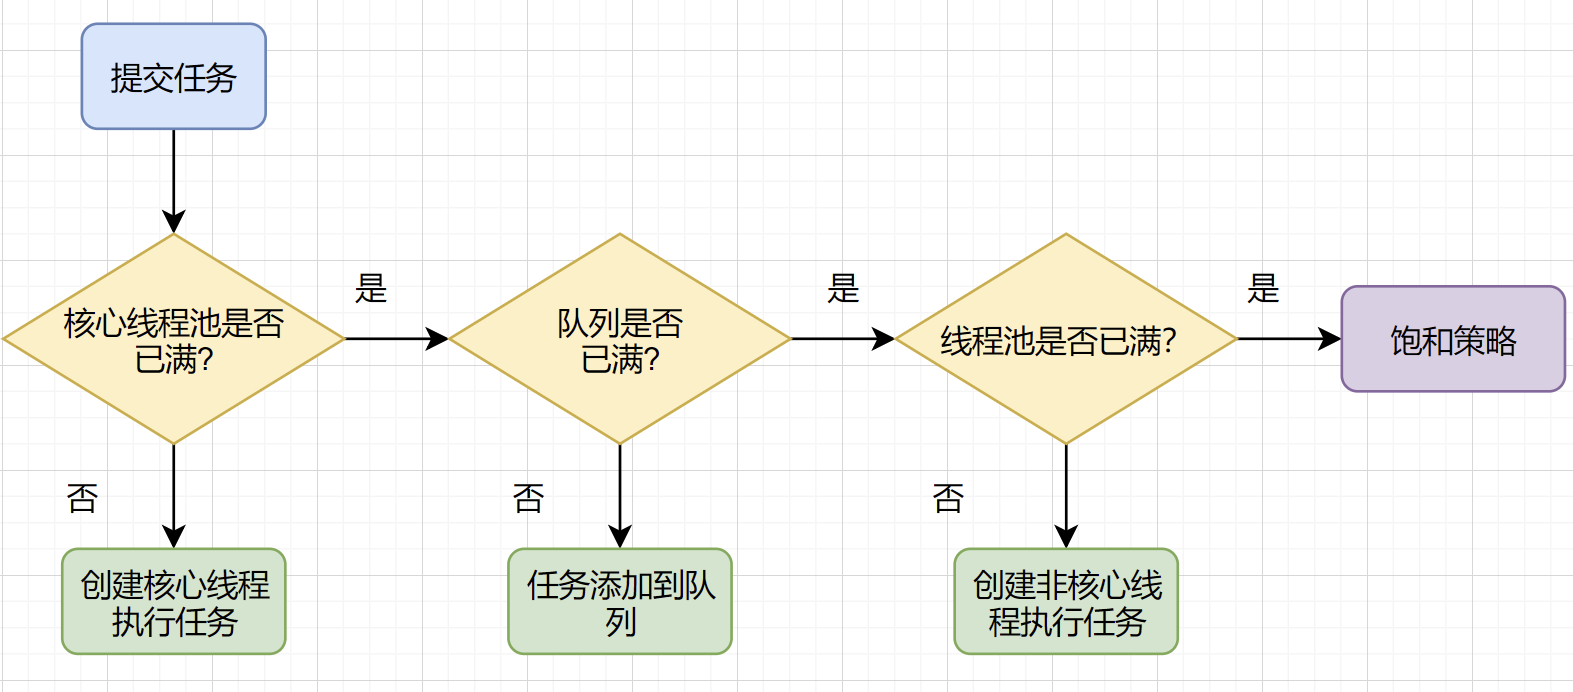 提交任务
核心线程池是否
已满?
是
队列是否
已满?
是
线程池是否已满?
是
饱和策略
否
创建核心线程
执行任务
否
任务添加到队
列
否
创建非核心线
程执行任务